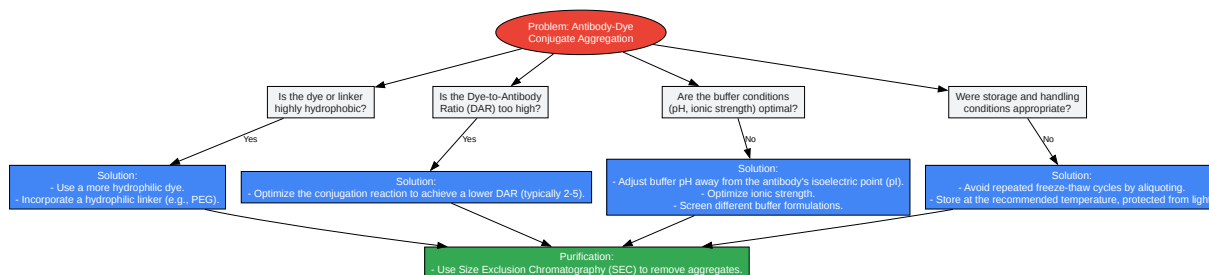 Problem: Antibody-Dye
Conjugate Aggregation
Is the dye or linker
highly hydrophobic?
Is the Dye-to-Antibody
Ratio (DAR) too high?
Are the buffer conditions
(pH, ionic strength) optimal?
Were storage and handling
conditions appropriate?
Yes
Yes
No
No
Solution:
- Use a more hydrophilic dye.
- Incorporate a hydrophilic linker (e.g., PEG).
Solution:
- Optimize the conjugation reaction to achieve a lower DAR (typically 2-5).
Solution:
- Adjust buffer pH away from the antibody's isoelectric point (pI).
- Optimize ionic strength.
- Screen different buffer formulations.
Solution:
- Avoid repeated freeze-thaw cycles by aliquoting.
- Store at the recommended temperature, protected from light
Purification:
- Use Size Exclusion Chromatography (SEC) to remove aggregates.